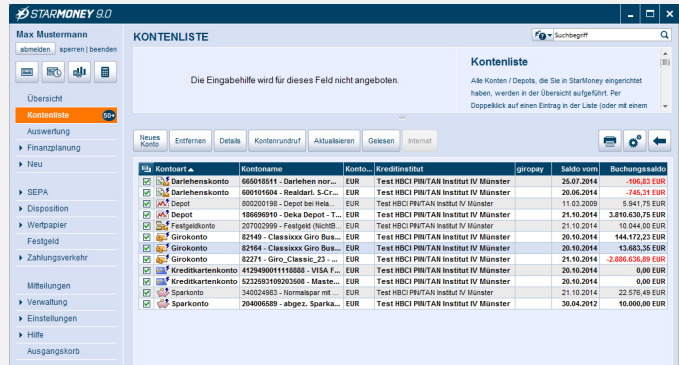 STARMONEY 9.0
Max Mustermann
abmelden sperren | beenden
Übersicht
Kontenliste 50+
Auswertung
Finanzplanung
Neu
SEPA
Disposition
Wertpapier
Festgeld
Zahlungsverkehr
Mitteilungen
Verwaltung
Einstellungen
Hilfe
Ausgangskorb
KONTENLISTE
Suchbegriff
Die Eingabehilfe wird für dieses Feld nicht angeboten.
Kontenliste
Alle Konten / Depots, die Sie in StarMoney eingerichtet
haben, werden in der Übersicht aufgeführt. Per
Doppelklick auf einen Eintrag in der Liste (oder mit einem
Neues Konto Entfernen Details Kontenrundruf Aktualisieren Gelesen Internet
Kontoart Kontoname Konto... Kreditinstitut giropay Saldo vom Buchungssaldo
Darlehenskonto 665018511 - Darlehen nor... EUR Test HBCI PIN/TAN Institut IV Münster 25.07.2014 -106,83 EUR
Darlehenskonto 600101604 - Realdarl. S-Cr... EUR Test HBCI PIN/TAN Institut IV Münster 20.06.2014 -745,31 EUR
Depot 800200198 - Depot bei Hela... EUR Test HBCI PIN/TAN Institut IV Münster 11.03.2009 5.941,75 EUR
Depot 186696910 - Deka Depot - T... EUR Test HBCI PIN/TAN Institut IV Münster 21.10.2014 3.810.630,75 EUR
Festgeldkonto 207002999 - Festgeld (NichtB... EUR Test HBCI PIN/TAN Institut IV Münster 21.10.2014 10.044,00 EUR
Girokonto 82149 - Classixxx Giro Bus... EUR Test HBCI PIN/TAN Institut IV Münster 20.10.2014 144.172,23 EUR
Girokonto 82164 - Classixxx Giro Bus... EUR Test HBCI PIN/TAN Institut IV Münster 20.10.2014 13.683,35 EUR
Girokonto 82271 - Giro_Classic_23 - ... EUR Test HBCI PIN/TAN Institut IV Münster 21.10.2014 -2.886.636,89 EUR
Kreditkartenkonto 4129490011118888 - VISA F... EUR Test HBCI PIN/TAN Institut IV Münster 20.10.2014 0,00 EUR
Kreditkartenkonto 5232593109203508 - Maste... EUR Test HBCI PIN/TAN Institut IV Münster 20.10.2014 0,00 EUR
Sparkonto 340024983 - Normalspar mit ... EUR Test HBCI PIN/TAN Institut IV Münster 21.10.2014 22.576,49 EUR
Sparkonto 204006589 - abgez. Sparka... EUR Test HBCI PIN/TAN Institut IV Münster 30.04.2012 10.000,00 EUR